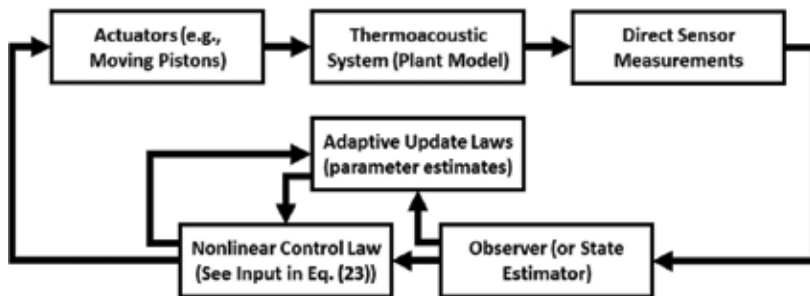 Actuators (e.g.,
Moving Pistons)
Thermoacoustic
System (Plant Model)
Direct Sensor
Measurements
Adaptive Update Laws
(parameter estimates)
Nonlinear Control Law
(See Input in Eq. (23))
Observer (or State
Estimator)